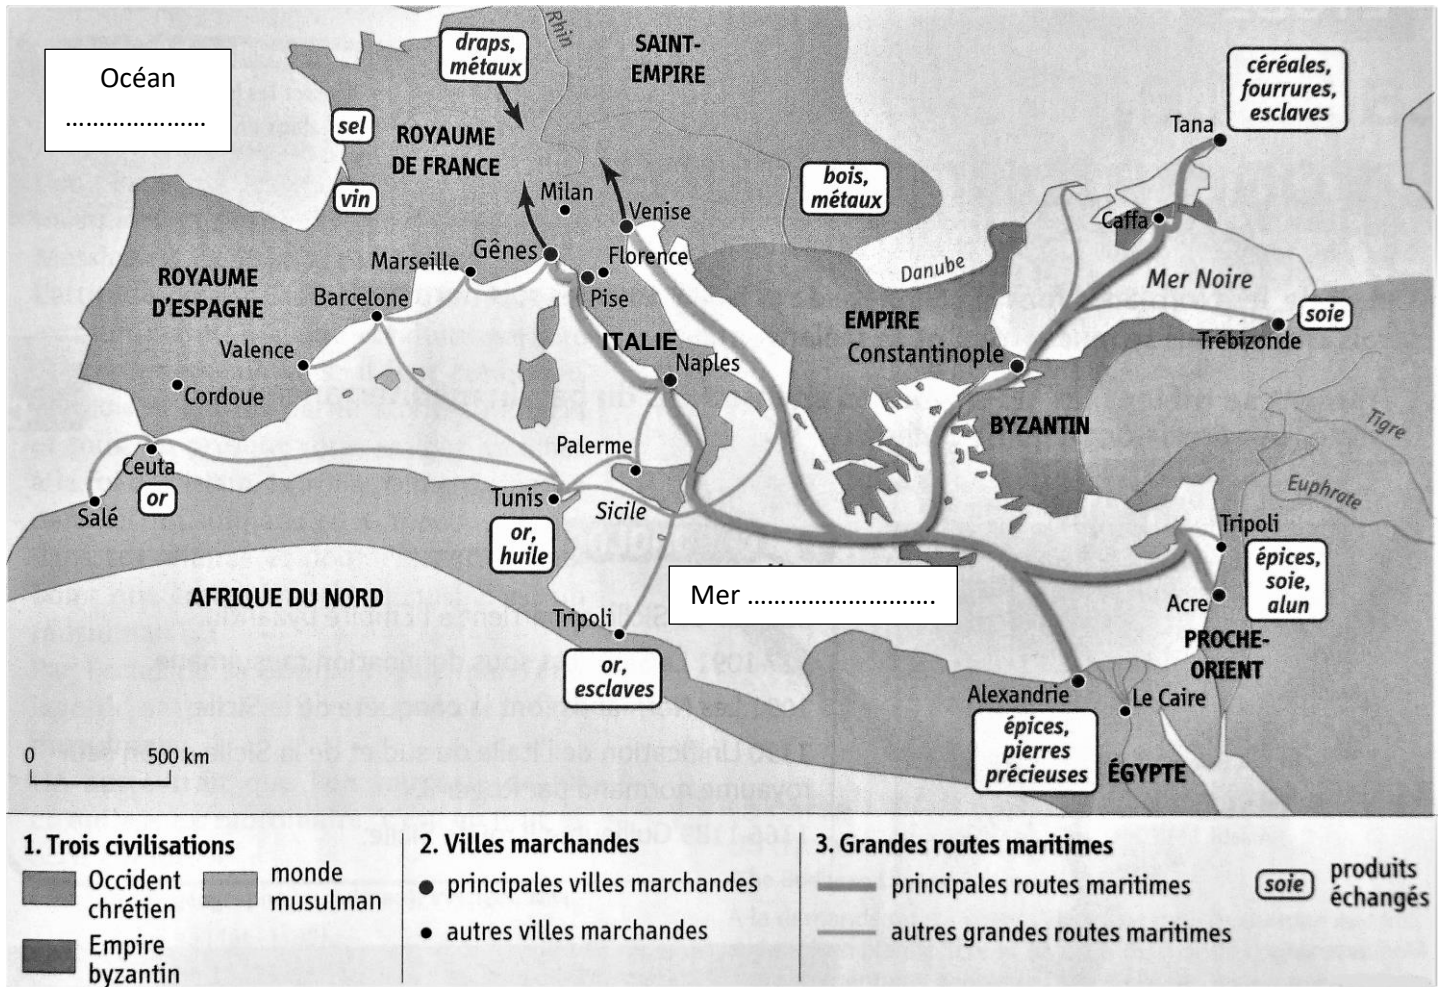 Océan
…………………
draps,
métaux
Rhin
SAINT-
EMPIRE
céréales,
fourrures,
esclaves
Tana
sel
ROYAUME
DE FRANCE
vin
Milan
bois,
métaux
Venise
Caffa
Gênes
Florence
Marseille
Danube
Mer Noire
ROYAUME
D'ESPAGNE
Barcelone
Pise
soie
EMPIRE
ITALIE
Trébizonde
Valence
Naples
Constantinople
Cordoue
BYZANTIN
Tigre
Palerme
Ceuta
Euphrate
or
Tunis
Sicile
Salé
Tripoli
or,
huile
épices,
soie,
alun
AFRIQUE DU NORD
Mer ……………………….
Acre
Tripoli
PROCHE-
ORIENT
or,
esclaves
Alexandrie
Le Caire
épices,
pierres
précieuses
ÉGYPTE
0 500 km
1. Trois civilisations
Occident
chrétien
monde
musulman
Empire
byzantin
2. Villes marchandes
principales villes marchandes
autres villes marchandes
3. Grandes routes maritimes
principales routes maritimes
autres grandes routes maritimes
soie
produits
échangés